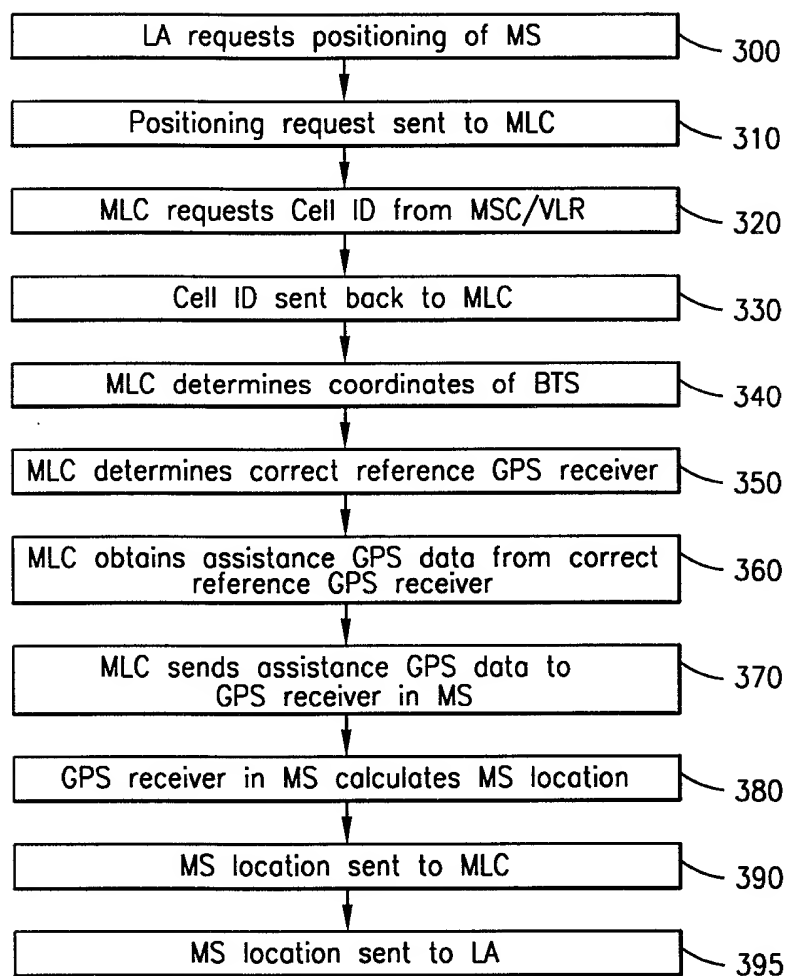 LA requests positioning of MS
300
Positioning request sent to MLC
310
MLC requests Cell ID from MSC/VLR
320
Cell ID sent back to MLC
330
MLC determines coordinates of BTS
340
MLC determines correct reference GPS receiver
350
MLC obtains assistance GPS data from correct
reference GPS receiver
360
MLC sends assistance GPS data to
GPS receiver in MS
370
GPS receiver in MS calculates MS location
380
MS location sent to MLC
390
MS location sent to LA
395